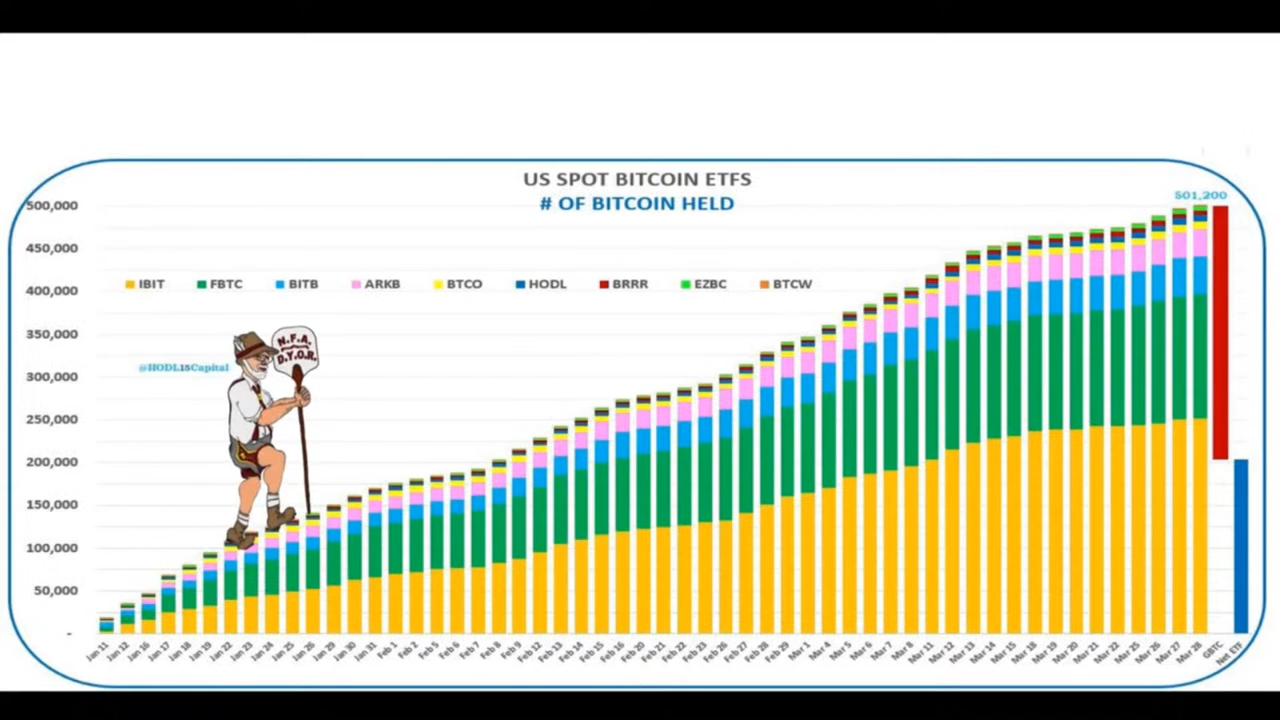 US SPOT BITCOIN ETFS
# OF BITCOIN HELD
501,200
500,000
450,000
400,000
350,000
300,000
250,000
200,000
150,000
100,000
50,000
-
IBIT FBTC BITB ARKB BTCO HODL BRRR EZBC BTCW
N.F.A.
D.Y.O.R.
@HODL15Capital
Jan 11 Jan 12 Jan 16 Jan 17 Jan 18 Jan 19 Jan 22 Jan 23 Jan 24 Jan 25 Jan 26 Jan 29 Jan 30 Jan 31 Feb 1 Feb 2 Feb 5 Feb 6 Feb 7 Feb 8 Feb 9 Feb 12 Feb 13 Feb 14 Feb 15 Feb 16 Feb 20 Feb 21 Feb 22 Feb 23 Feb 26 Feb 27 Feb 28 Feb 29 Mar 1 Mar 4 Mar 5 Mar 6 Mar 7 Mar 8 Mar 11 Mar 12 Mar 13 Mar 14 Mar 15 Mar 18 Mar 19 Mar 20 Mar 21 Mar 22 Mar 25 Mar 26 Mar 27 Mar 28 GBTC Net ETF